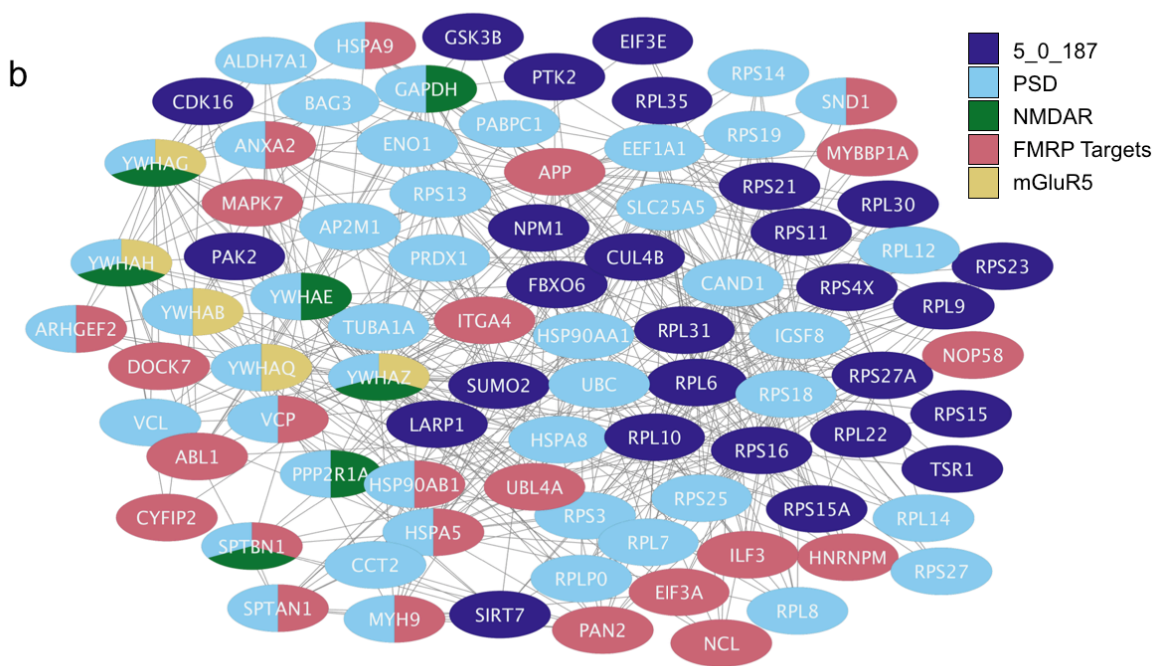 b
GSK3B
EIF3E
HSPA9
ALDH7A1
PTK2
RPS14
GAPDH
RPL35
SND1
CDK16
BAG3
PABPC1
RPS19
ANXA2
ENO1
EEF1A1
MYBBP1A
YWHAG
APP
RPS21
MAPK7
RPS13
SLC25A5
RPL30
AP2M1
NPM1
RPS11
RPL12
PAK2
PRDX1
CUL4B
RPS23
YWHAH
FBXO6
CAND1
RPS4X
YWHAE
RPL9
YWHAB
ITGA4
ARHGEF2
TUBA1A
HSP90AA1
RPL31
IGSF8
NOP58
DOCK7
YWHAQ
YWHAZ
SUMO2
UBC
RPL6
RPS18
RPS27A
RPS15
VCL
VCP
LARP1
HSPA8
RPL10
RPS16
RPL22
ABL1
TSR1
PPP2R1A
HSP90AB1
UBL4A
RPS25
RPS15A
RPL14
CYFIP2
RPS3
SPTBN1
HSPA5
RPL7
ILF3
HNRNPM
RPS27
CCT2
RPLP0
EIF3A
SPTAN1
MYH9
SIRT7
PAN2
RPL8
NCL
5_0_187
PSD
NMDAR
FMRP Targets
mGluR5